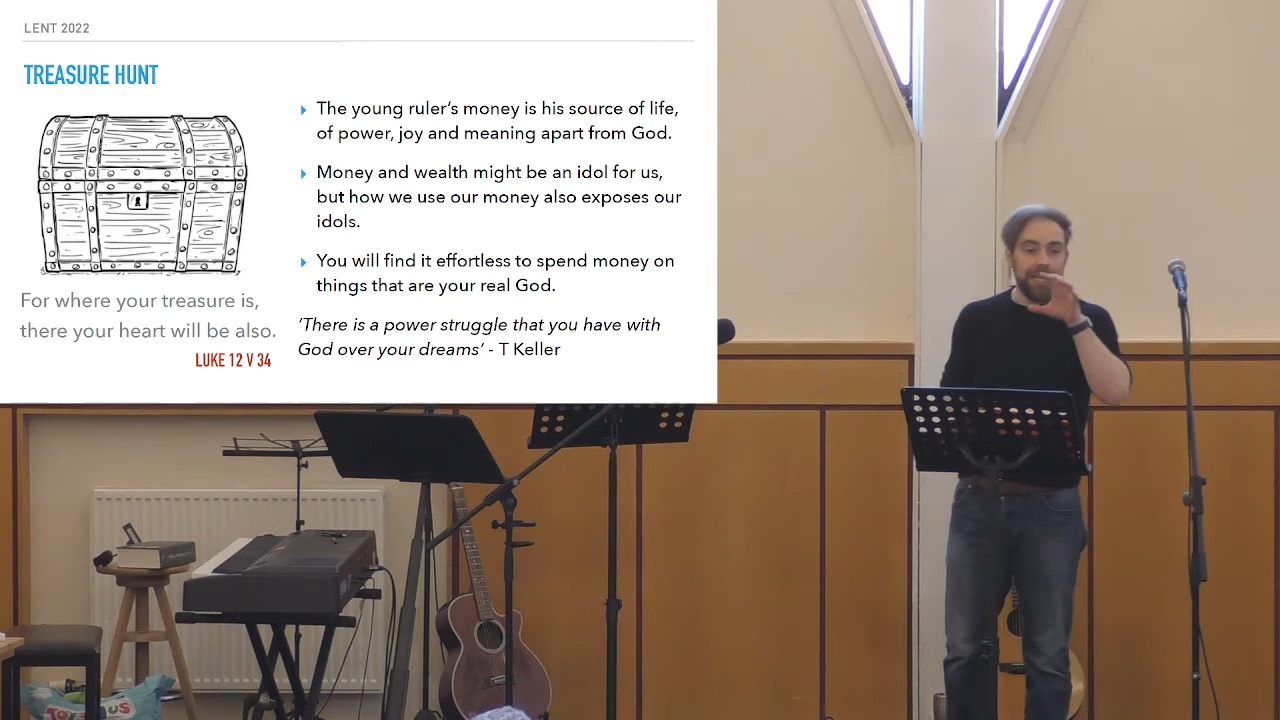 LENT 2022
TREASURE HUNT
The young ruler's money is his source of life,
of power, joy and meaning apart from God.
Money and wealth might be an idol for us,
but how we use our money also exposes our
idols.
You will find it effortless to spend money on
things that are your real God.
'There is a power struggle that you have with
God over your dreams' - T Keller
For where your treasure is,
there your heart will be also.
LUKE 12 V 34